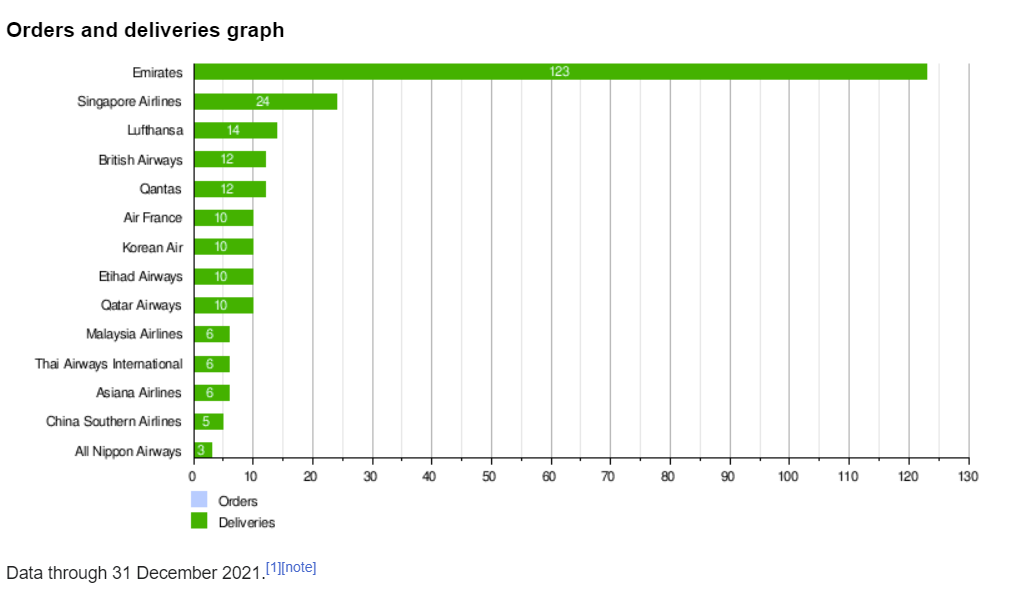 Orders and deliveries graph
Emirates 123
Singapore Airlines 24
Lufthansa 14
British Airways 12
Qantas 12
Air France 10
Korean Air 10
Etihad Airways 10
Qatar Airways 10
Malaysia Airlines 6
Thai Airways International 6
Asiana Airlines 6
China Southern Airlines 5
All Nippon Airways 3
0 10 20 30 40 50 60 70 80 90 100 110 120 130
Orders
Deliveries
Data through 31 December 2021.[1][note]